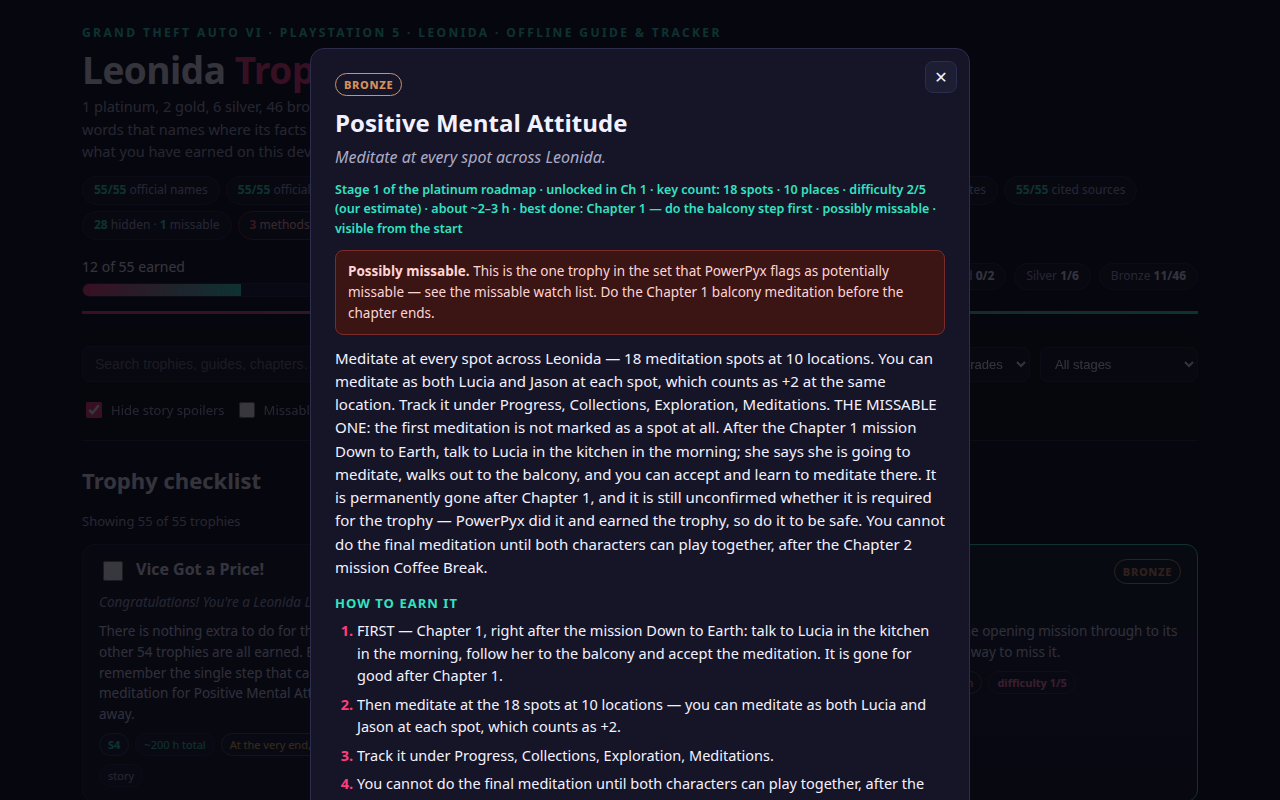 GRAND THEFT AUTO VI · PLAYSTATION 5 · LEONIDA · OFFLINE GUIDE & TRACKER
Leonida Trop
1 platinum, 2 gold, 6 silver, 46 bro
words that names where its facts
what you have earned on this dev
55/55 official names
55/55 official
55/55 cited sources
28 hidden · 1 missable
3 methods
12 of 55 earned
0/2
Silver 1/6
Bronze 11/46
Search trophies, guides, chapters.
All stages
Hide story spoilers
Missabl
Trophy checklist
Showing 55 of 55 trophies
Vice Got a Price!
Congratulations! You're a Leonida L
There is nothing extra to do for th
other 54 trophies are all earned. B
remember the single step that ca
meditation for Positive Mental Att
away.
S4
~200 h total
At the very end,
story
BRONZE
e opening mission through to its
way to miss it.
difficulty 1/5
BRONZE
✕
Positive Mental Attitude
Meditate at every spot across Leonida.
Stage 1 of the platinum roadmap · unlocked in Ch 1 · key count: 18 spots · 10 places · difficulty 2/5
(our estimate) · about ~2–3 h · best done: Chapter 1 — do the balcony step first · possibly missable ·
visible from the start
Possibly missable. This is the one trophy in the set that PowerPyx flags as potentially
missable — see the missable watch list. Do the Chapter 1 balcony meditation before the
chapter ends.
Meditate at every spot across Leonida — 18 meditation spots at 10 locations. You can
meditate as both Lucia and Jason at each spot, which counts as +2 at the same
location. Track it under Progress, Collections, Exploration, Meditations. THE MISSABLE
ONE: the first meditation is not marked as a spot at all. After the Chapter 1 mission
Down to Earth, talk to Lucia in the kitchen in the morning; she says she is going to
meditate, walks out to the balcony, and you can accept and learn to meditate there. It
is permanently gone after Chapter 1, and it is still unconfirmed whether it is required
for the trophy — PowerPyx did it and earned the trophy, so do it to be safe. You cannot
do the final meditation until both characters can play together, after the Chapter 2
mission Coffee Break.
HOW TO EARN IT
1. FIRST — Chapter 1, right after the mission Down to Earth: talk to Lucia in the kitchen
in the morning, follow her to the balcony and accept the meditation. It is gone for
good after Chapter 1.
2. Then meditate at the 18 spots at 10 locations — you can meditate as both Lucia and
Jason at each spot, which counts as +2.
3. Track it under Progress, Collections, Exploration, Meditations.
4. You cannot do the final meditation until both characters can play together, after the